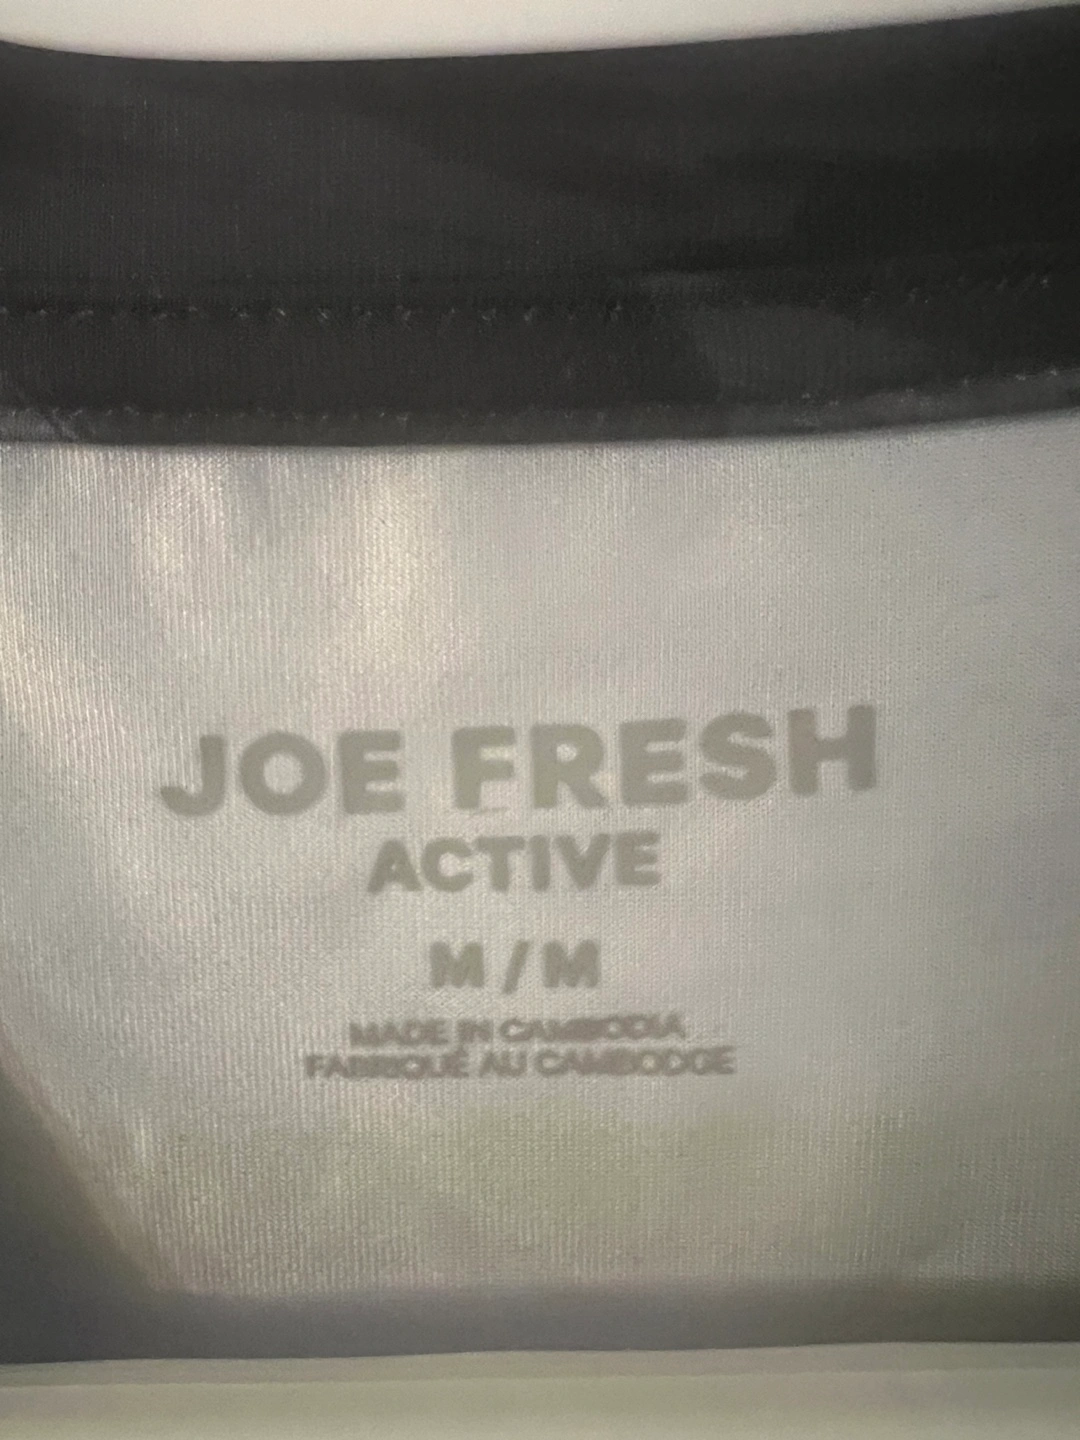 JOE FRESH
ACTIVE
M / M
MADE IN CAMBODIA
FABRIQUÉ AU CAMBODGE